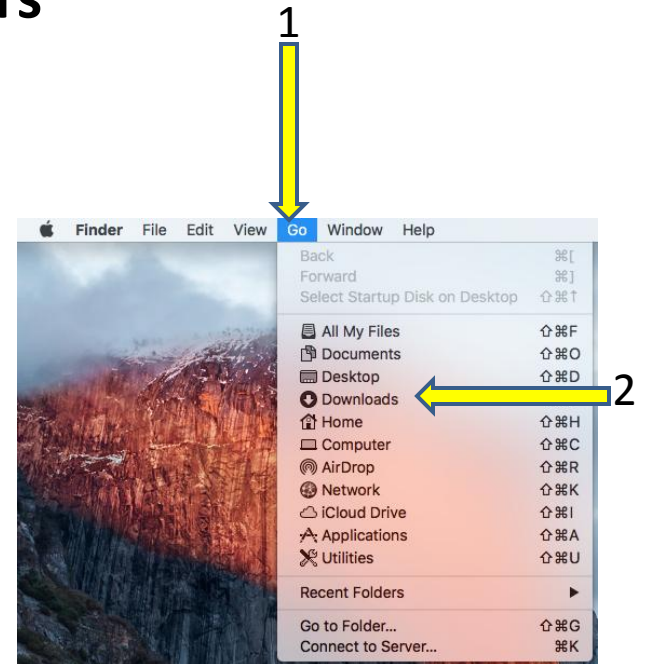 rs
1
Finder File Edit View Go Window Help
Back ⌘[
Forward ⌘]
Select Startup Disk on Desktop ⇧⌘↑
All My Files ⇧⌘F
Documents ⇧⌘O
Desktop ⇧⌘D
Downloads
2
Home ⇧⌘H
Computer ⇧⌘C
AirDrop ⇧⌘R
Network ⇧⌘K
iCloud Drive ⇧⌘I
Applications ⇧⌘A
Utilities ⇧⌘U
Recent Folders ▶
Go to Folder... ⇧⌘G
Connect to Server... ⌘K